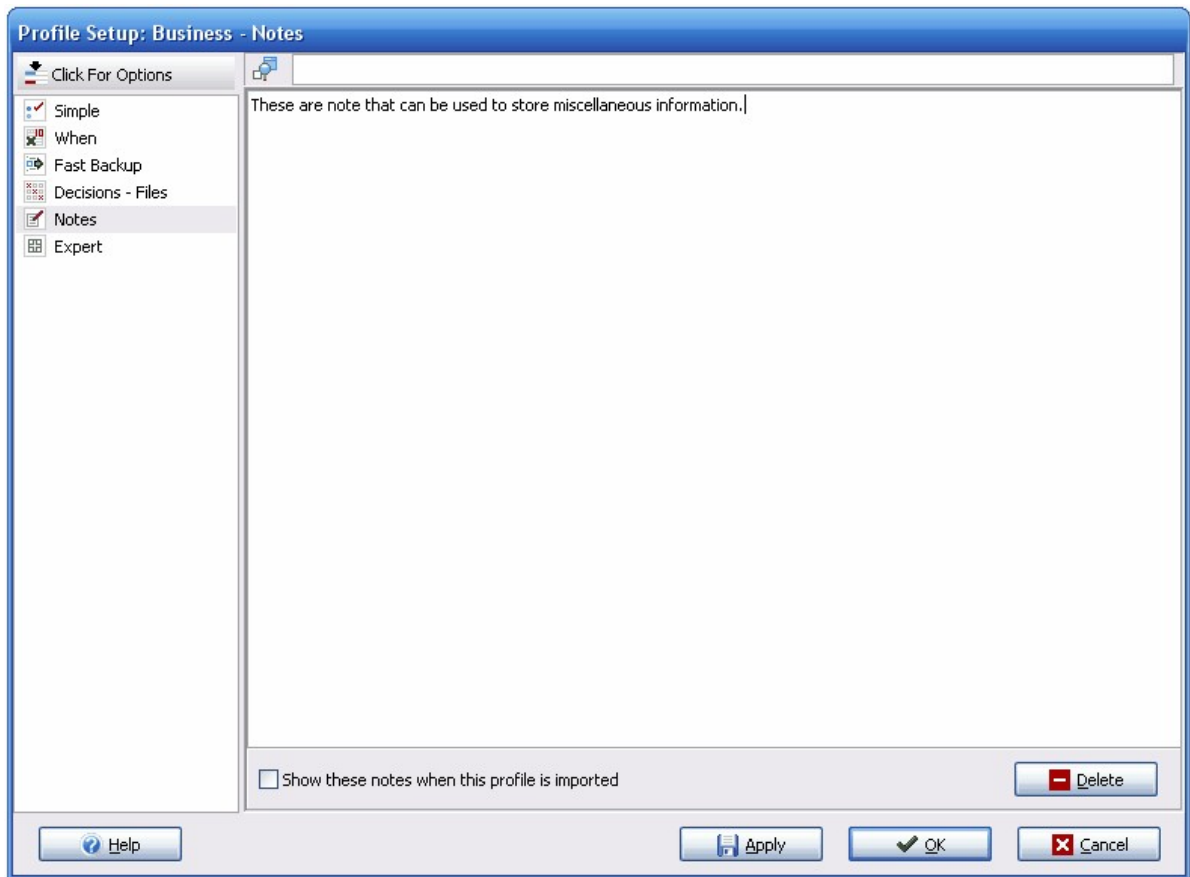 Profile Setup: Business - Notes
Click For Options
Simple
When
Fast Backup
Decisions - Files
Notes
Expert
These are note that can be used to store miscellaneous information.
Show these notes when this profile is imported
Delete
Help
Apply
OK
Cancel